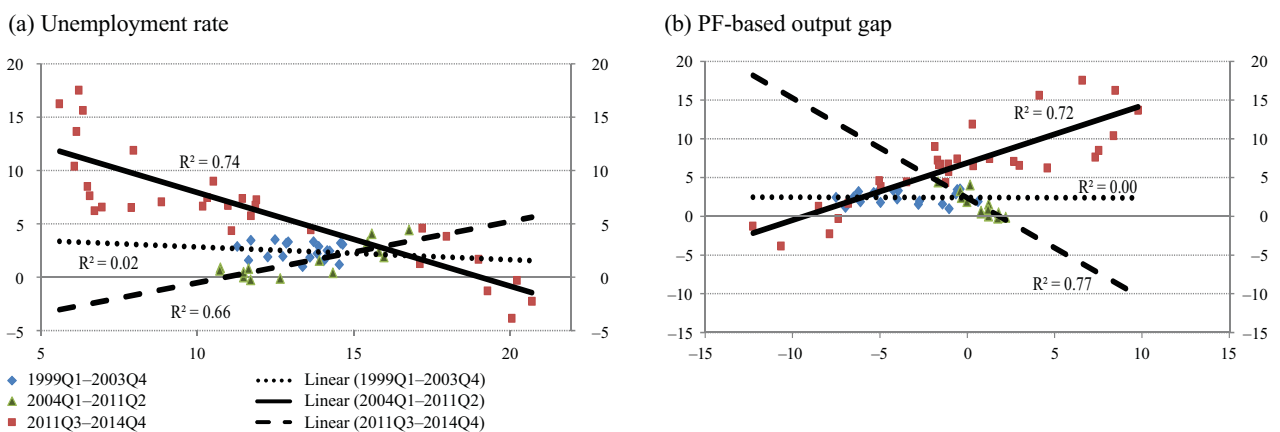 (a) Unemployment rate
20 20
15 15
R² = 0.74
10 10
5 5
R² = 0.02
0 0
R² = 0.66
–5 –5
5 10 15 20
1999Q1–2003Q4 Linear (1999Q1–2003Q4)
2004Q1–2011Q2 Linear (2004Q1–2011Q2)
2011Q3–2014Q4 Linear (2011Q3–2014Q4)
(b) PF-based output gap
20 20
15 15
R² = 0.72
10 10
5 5
R² = 0.00
0 0
–5 –5
R² = 0.77
–10 –10
–15 –15
–15 –10 –5 0 5 10 15